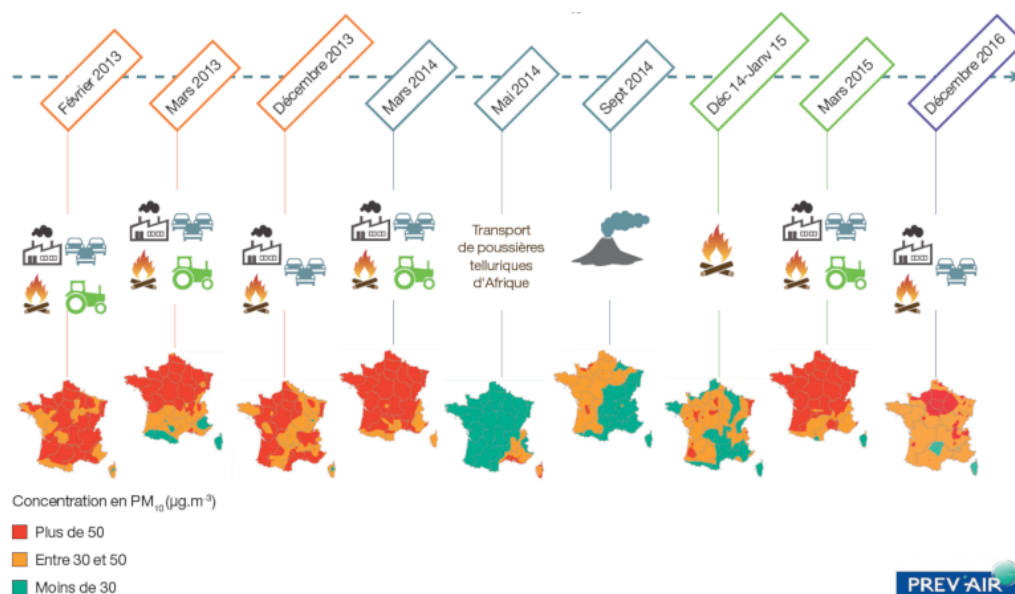 Février 2013
Mars 2013
Décembre 2013
Mars 2014
Mai 2014
Sept 2014
Déc 14-Janv 15
Mars 2015
Décembre 2016
Transport
de poussières
telluriques
d'Afrique
Concentration en PM₁₀ (µg.m⁻³)
Plus de 50
Entre 30 et 50
Moins de 30
PREV'AIR